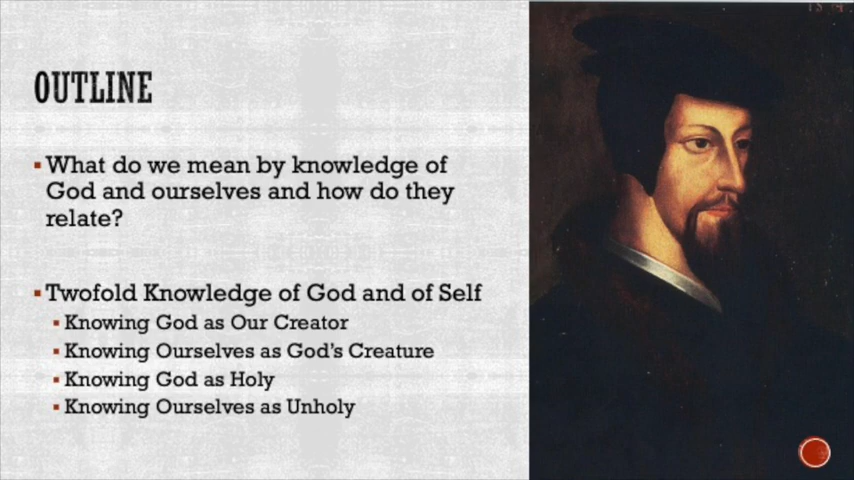 OUTLINE
What do we mean by knowledge of
God and ourselves and how do they
relate?
Twofold Knowledge of God and of Self
Knowing God as Our Creator
Knowing Ourselves as God's Creature
Knowing God as Holy
Knowing Ourselves as Unholy